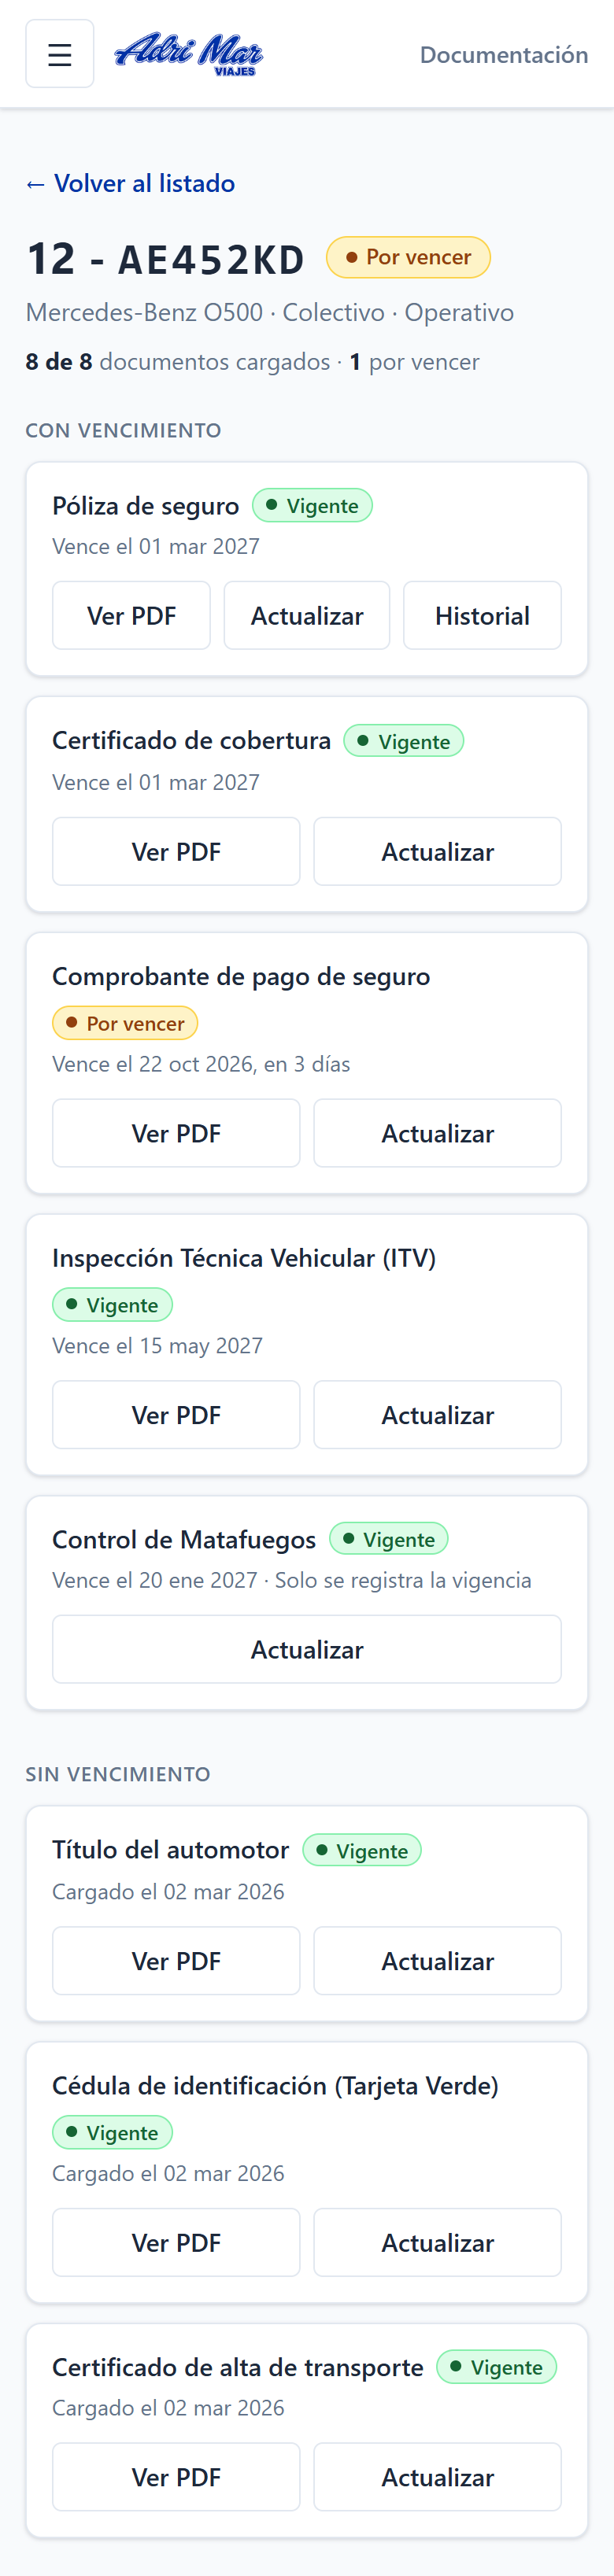 ☰ Adri Mar VIAJES Documentación
← Volver al listado
12 - AE452KD Por vencer
Mercedes-Benz O500 · Colectivo · Operativo
8 de 8 documentos cargados · 1 por vencer
CON VENCIMIENTO
Póliza de seguro Vigente
Vence el 01 mar 2027
Ver PDF Actualizar Historial
Certificado de cobertura Vigente
Vence el 01 mar 2027
Ver PDF Actualizar
Comprobante de pago de seguro
Por vencer
Vence el 22 oct 2026, en 3 días
Ver PDF Actualizar
Inspección Técnica Vehicular (ITV)
Vigente
Vence el 15 may 2027
Ver PDF Actualizar
Control de Matafuegos Vigente
Vence el 20 ene 2027 · Solo se registra la vigencia
Actualizar
SIN VENCIMIENTO
Título del automotor Vigente
Cargado el 02 mar 2026
Ver PDF Actualizar
Cédula de identificación (Tarjeta Verde)
Vigente
Cargado el 02 mar 2026
Ver PDF Actualizar
Certificado de alta de transporte Vigente
Cargado el 02 mar 2026
Ver PDF Actualizar